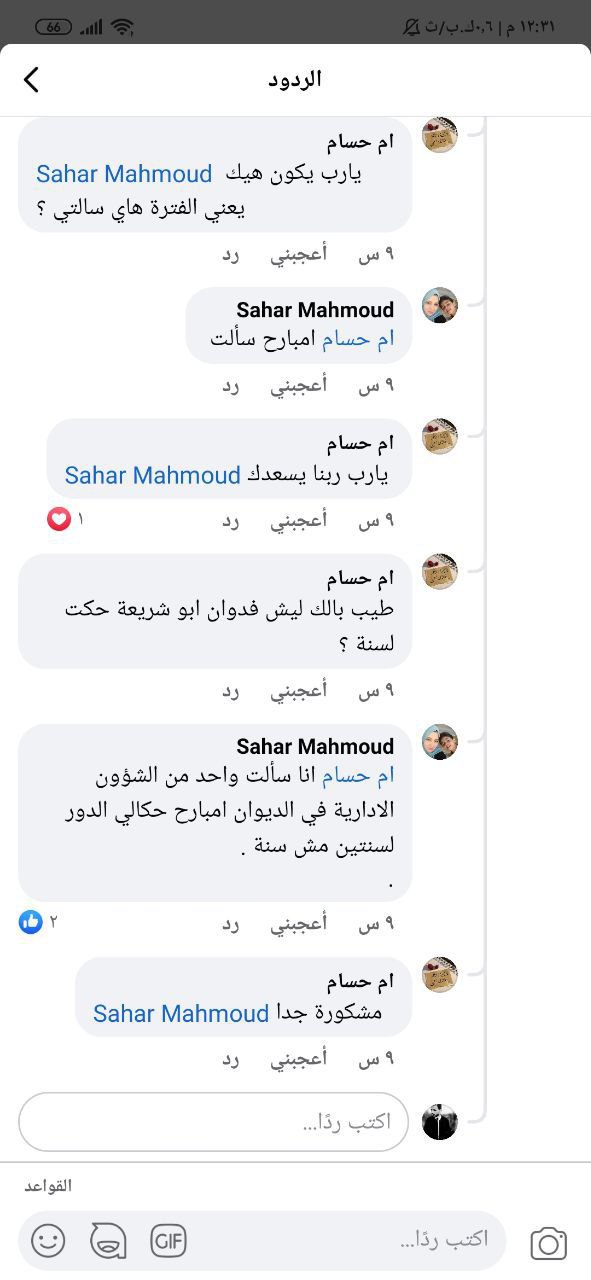 ١٢:٣١ م | ٠,٦ك.ب/ث
66
الردود
ام حسام
Sahar Mahmoud يارب يكون هيك
يعني الفترة هاي سالتي ؟
٩ س أعجبني رد
Sahar Mahmoud
ام حسام امبارح سألت
٩ س أعجبني رد
ام حسام
Sahar Mahmoud يارب ربنا يسعدك
٩ س أعجبني رد ١
ام حسام
طيب بالك ليش فدوان ابو شريعة حكت
لسنة ؟
٩ س أعجبني رد
Sahar Mahmoud
ام حسام انا سألت واحد من الشؤون
الادارية في الديوان امبارح حكالي الدور
لسنتين مش سنة .
.
٩ س أعجبني رد ٢
ام حسام
Sahar Mahmoud مشكورة جدا
٩ س أعجبني رد
اكتب ردًا...
القواعد
اكتب ردًا...
GIF